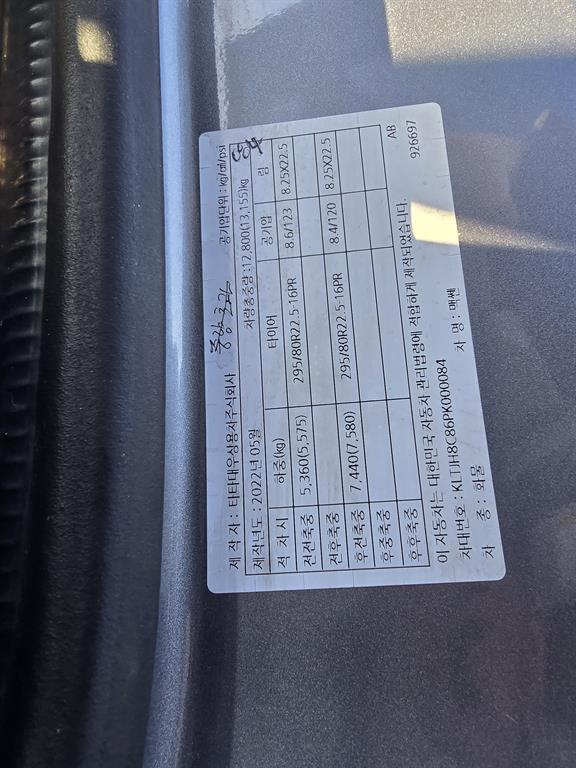 제 작 자 : 타타대우상용차주식회사
공기압단위 : kg/㎠/psi
제작년도 : 2022년 05월 차량총중량 : 12,800(13,155)kg
적 차 시 하중(kg) 타이어 공기압 림
전전축중 5,360(5,575) 295/80R22.5-16PR 8.6/123 8.25X22.5
전후축중
후전축중 7,440(7,580) 295/80R22.5-16PR 8.4/120 8.25X22.5
후중축중
후후축중
이 자동차는 대한민국 자동차 관리법령에 적합하게 제작되었습니다.
차대번호 : KLTJH8C86PK000084 AB
차 종 : 화물 차 명 : 맥쎈 926697